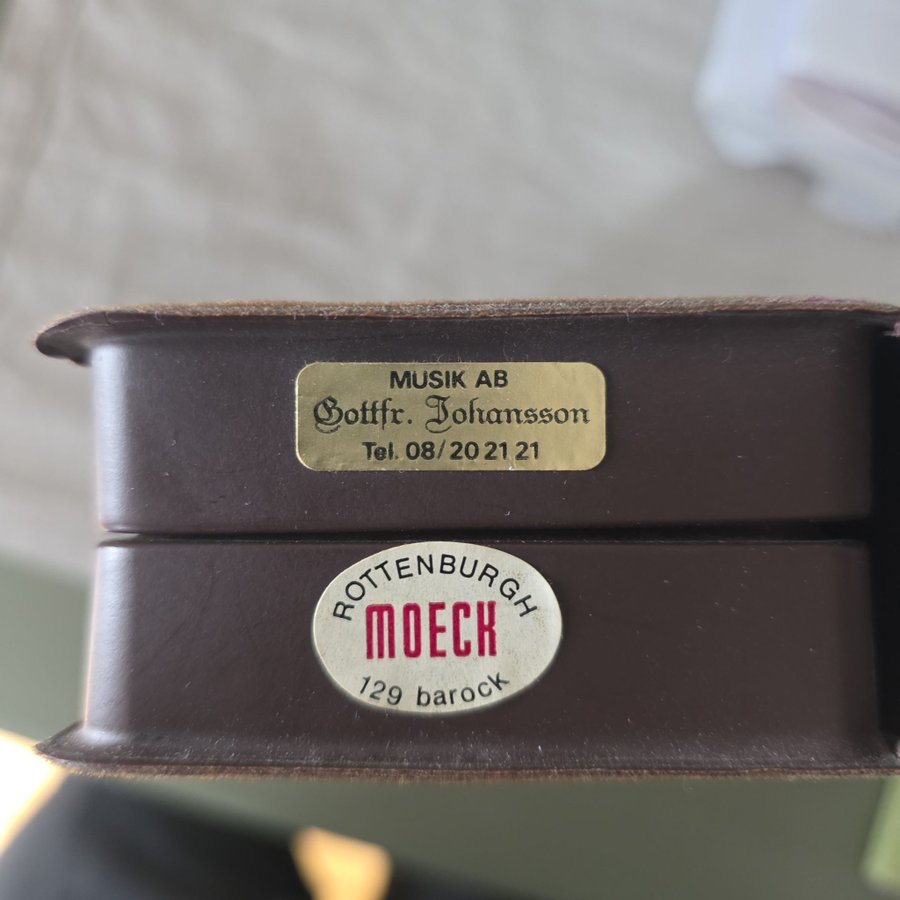 MUSIK AB
Gottfr. Johansson
Tel. 08/20 21 21
ROTTENBURGH
MOECK
129 barock